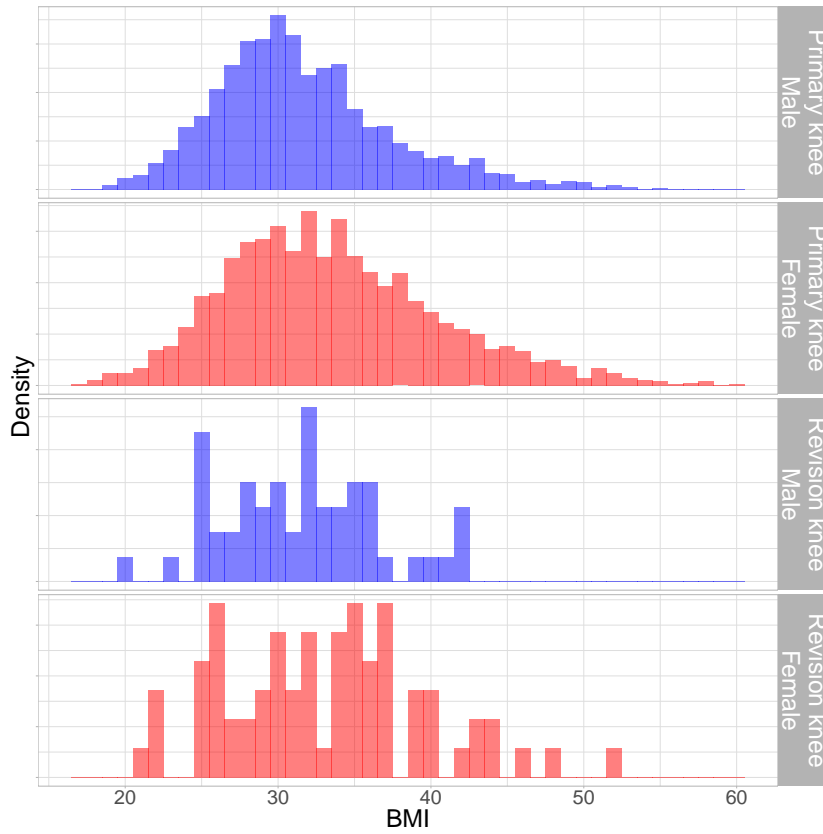 Primary knee
Male
Primary knee
Female
Revision knee
Male
Revision knee
Female
Density
20 30 40 50 60
BMI